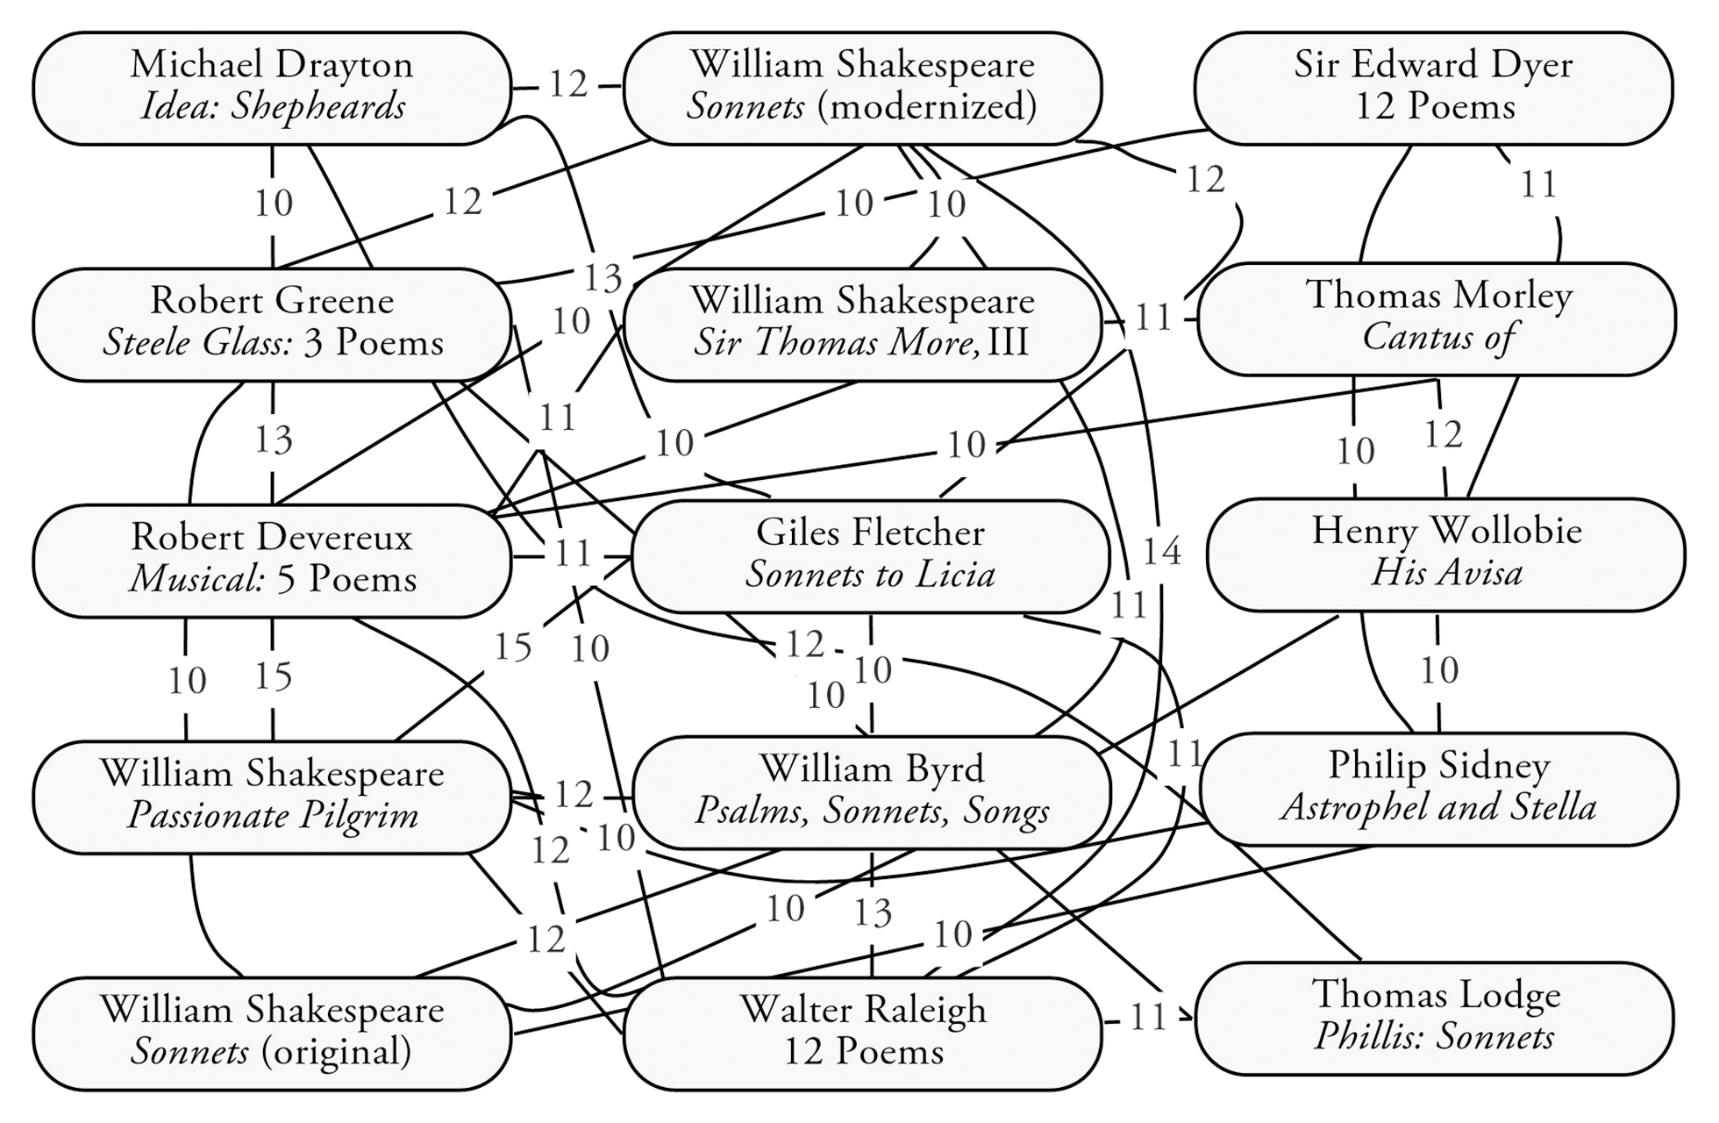 Michael Drayton
Idea: Shepheards
12
William Shakespeare
Sonnets (modernized)
Sir Edward Dyer
12 Poems
10
12
10
10
12
11
Robert Greene
Steele Glass: 3 Poems
13
10
William Shakespeare
Sir Thomas More, III
11
Thomas Morley
Cantus of
13
11
10
10
10
12
Robert Devereux
Musical: 5 Poems
11
Giles Fletcher
Sonnets to Licia
14
11
Henry Wollobie
His Avisa
10
15
15
10
12
10
10
11
10
William Shakespeare
Passionate Pilgrim
12
12
10
William Byrd
Psalms, Sonnets, Songs
Philip Sidney
Astrophel and Stella
12
10
13
10
William Shakespeare
Sonnets (original)
Walter Raleigh
12 Poems
11
Thomas Lodge
Phillis: Sonnets